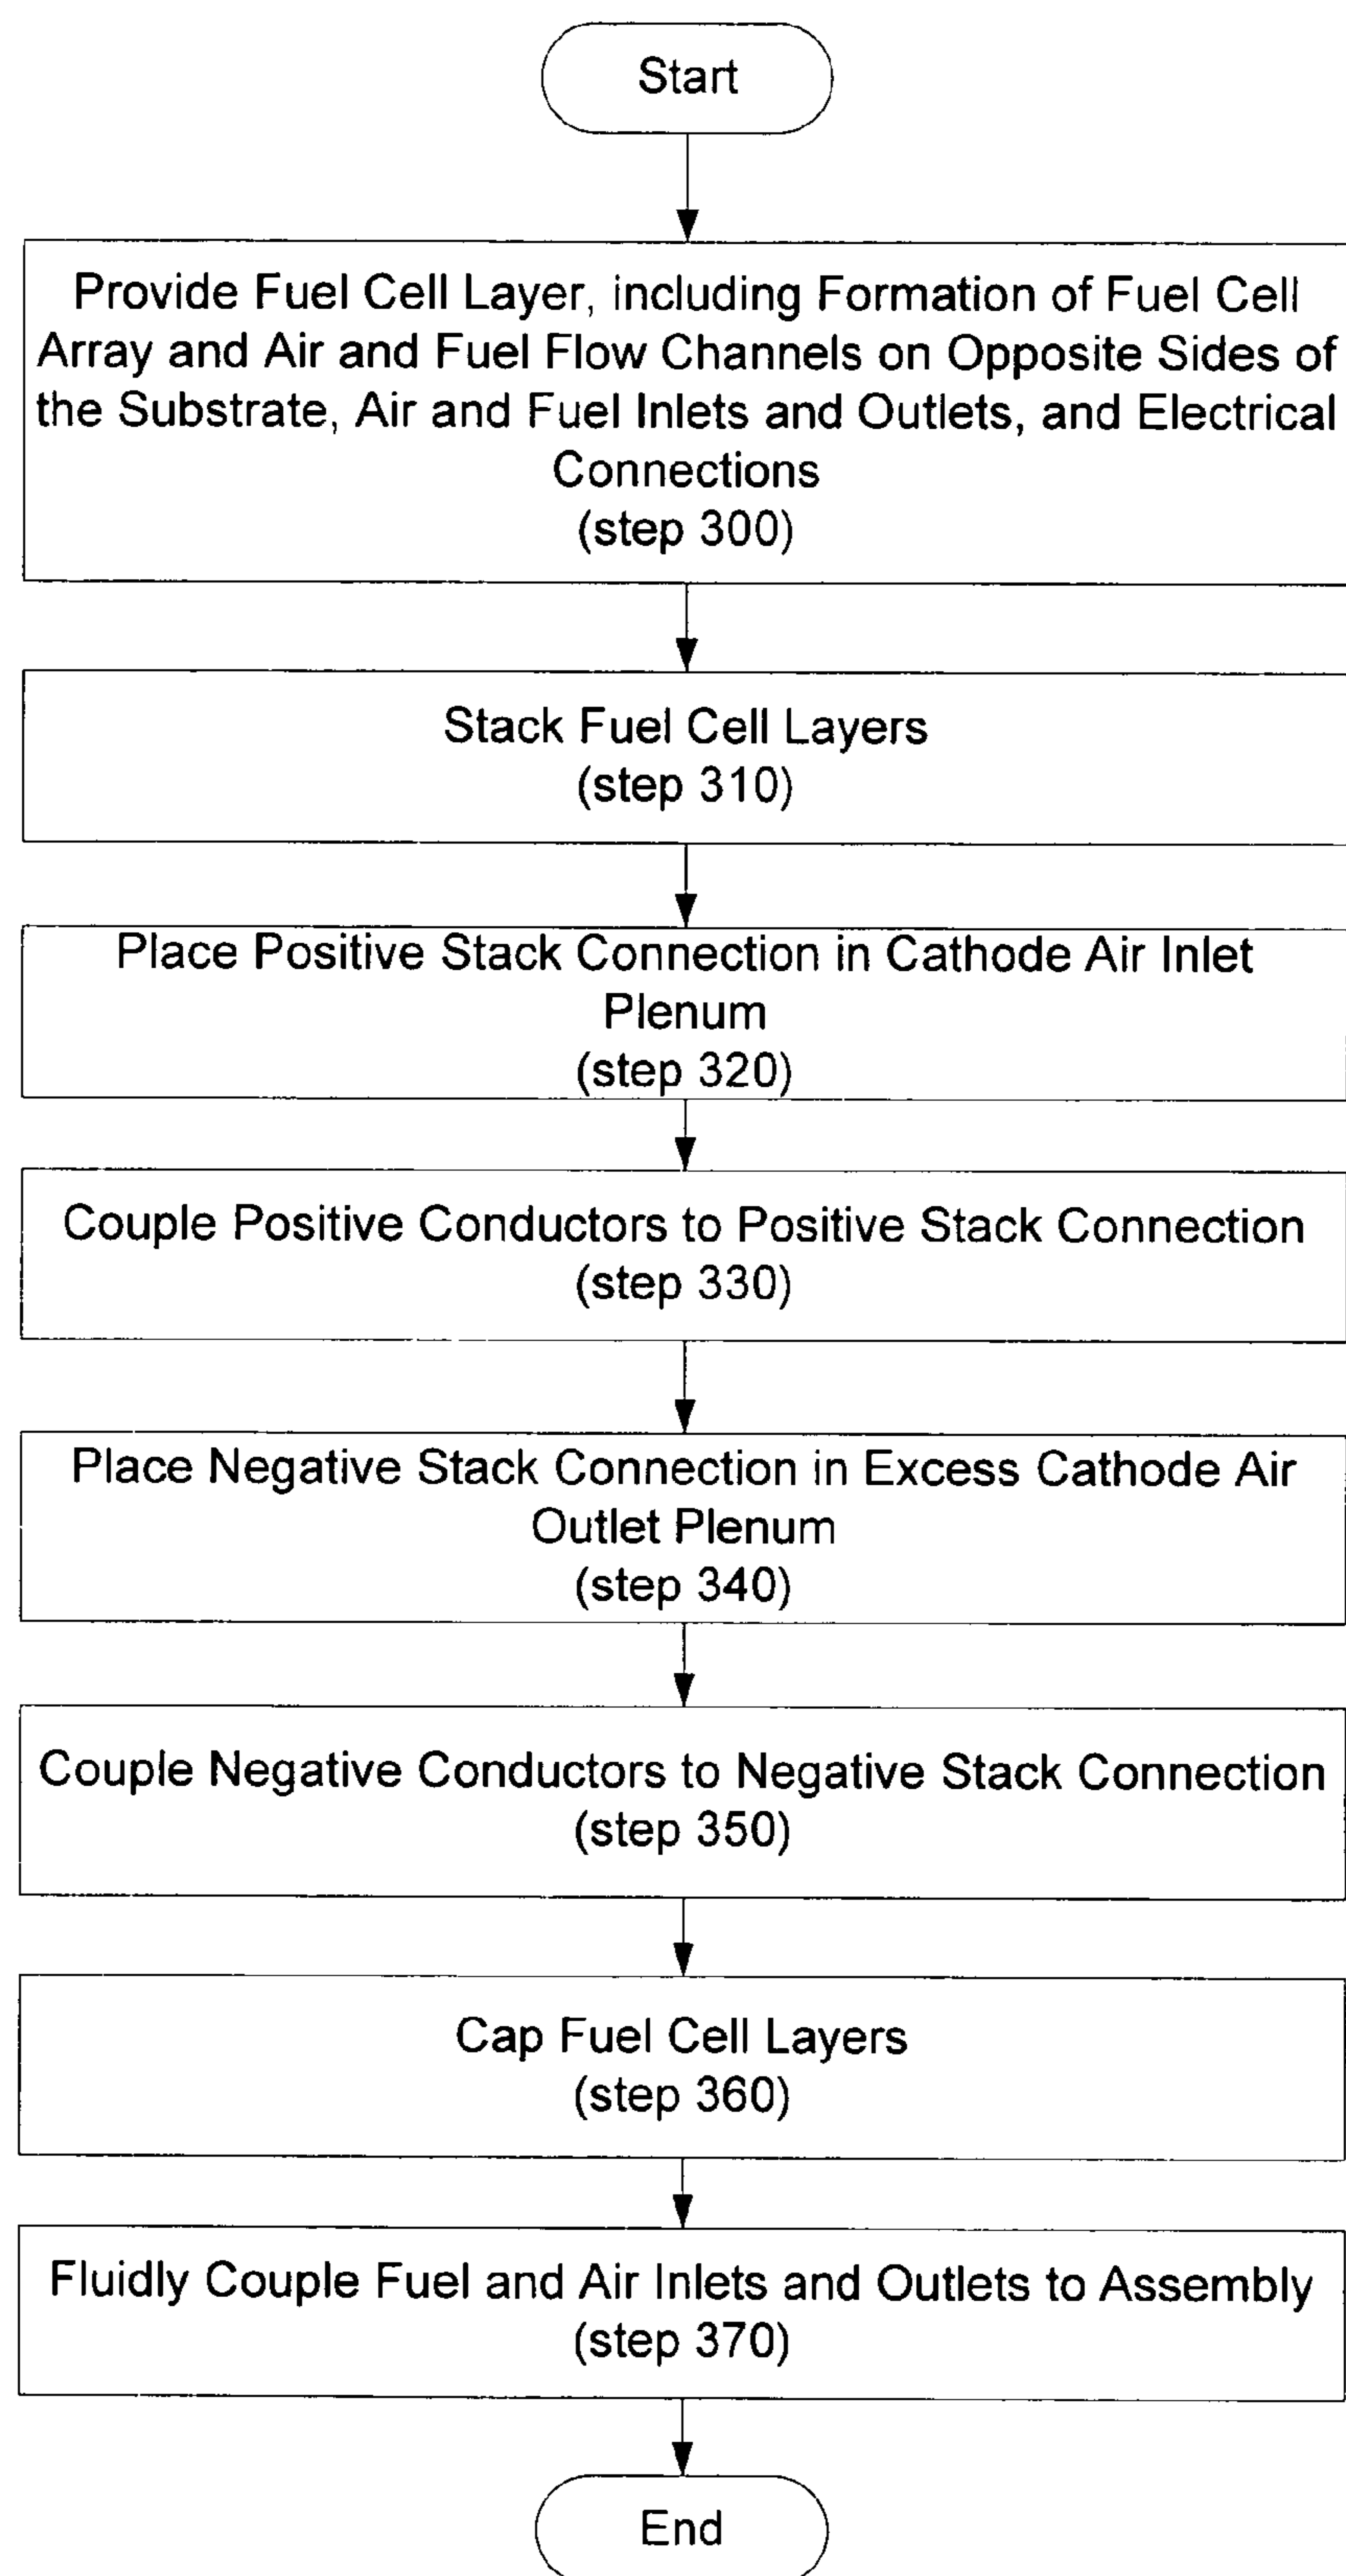 Start
Provide Fuel Cell Layer, including Formation of Fuel Cell
Array and Air and Fuel Flow Channels on Opposite Sides of
the Substrate, Air and Fuel Inlets and Outlets, and Electrical
Connections
(step 300)
Stack Fuel Cell Layers
(step 310)
Place Positive Stack Connection in Cathode Air Inlet
Plenum
(step 320)
Couple Positive Conductors to Positive Stack Connection
(step 330)
Place Negative Stack Connection in Excess Cathode Air
Outlet Plenum
(step 340)
Couple Negative Conductors to Negative Stack Connection
(step 350)
Cap Fuel Cell Layers
(step 360)
Fluidly Couple Fuel and Air Inlets and Outlets to Assembly
(step 370)
End